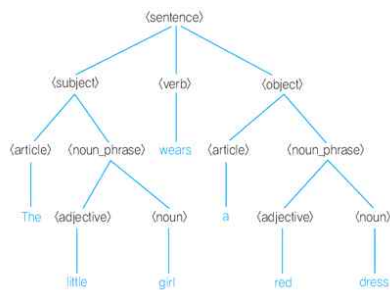 ⟨sentence⟩
⟨subject⟩ ⟨verb⟩ ⟨object⟩
⟨article⟩ ⟨noun_phrase⟩ wears ⟨article⟩ ⟨noun_phrase⟩
The ⟨adjective⟩ ⟨noun⟩ a ⟨adjective⟩ ⟨noun⟩
little girl red dress